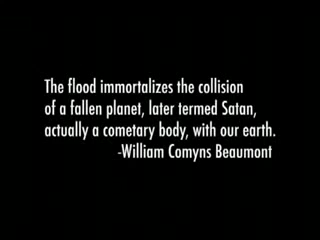 The flood immortalizes the collision
of a fallen planet, later termed Satan,
actually a cometary body, with our earth.
-William Comyns Beaumont